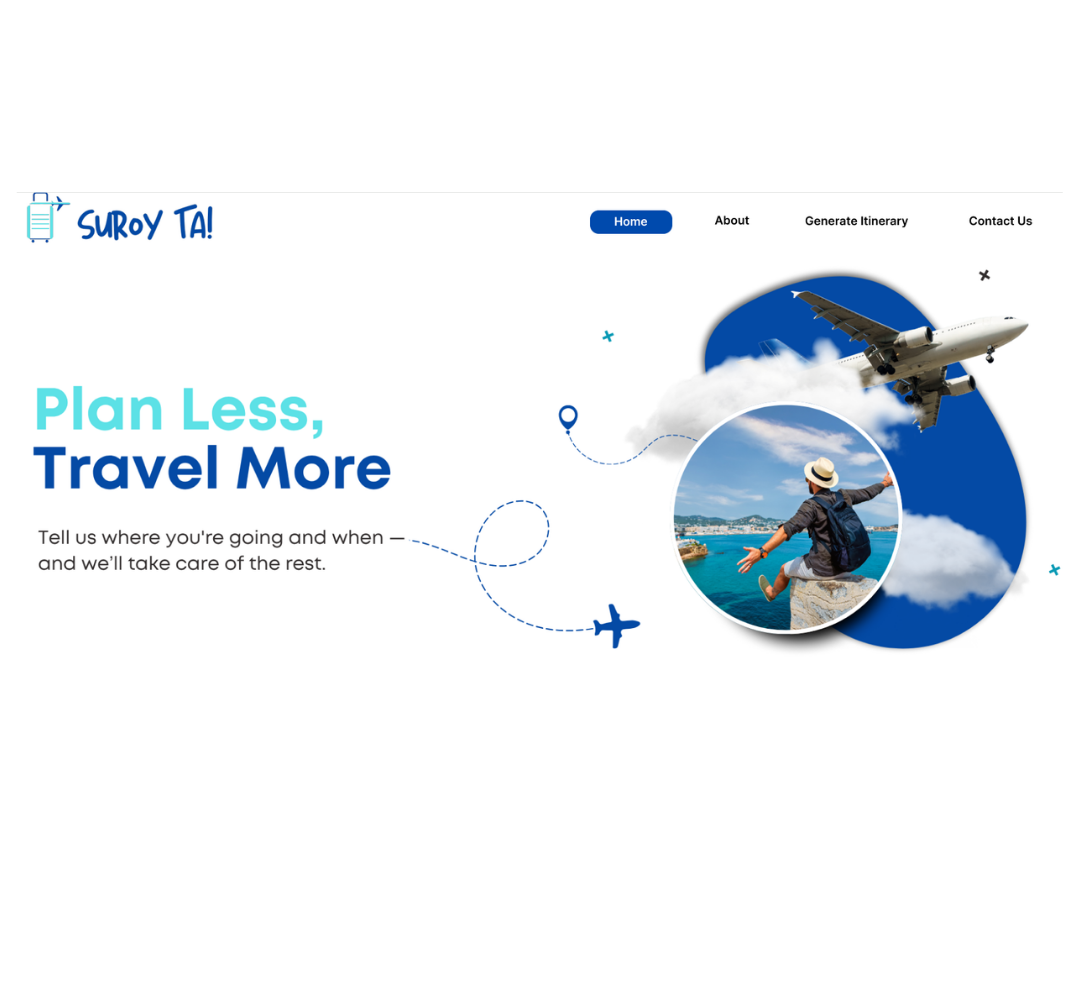 SUROY TA!
Home
About
Generate Itinerary
Contact Us
Plan Less,
Travel More
Tell us where you're going and when —
and we’ll take care of the rest.